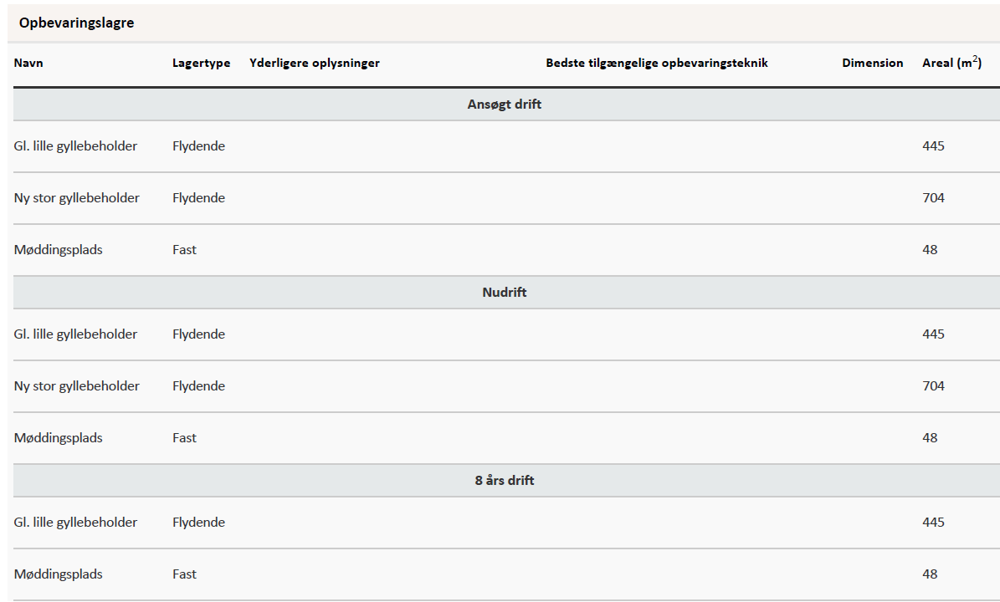 Opbevaringslagre
Navn Lagertype Yderligere oplysninger Bedste tilgængelige opbevaringsteknik Dimension Areal (m²)
Ansøgt drift
Gl. lille gyllebeholder Flydende 445
Ny stor gyllebeholder Flydende 704
Møddingsplads Fast 48
Nudrift
Gl. lille gyllebeholder Flydende 445
Ny stor gyllebeholder Flydende 704
Møddingsplads Fast 48
8 års drift
Gl. lille gyllebeholder Flydende 445
Møddingsplads Fast 48